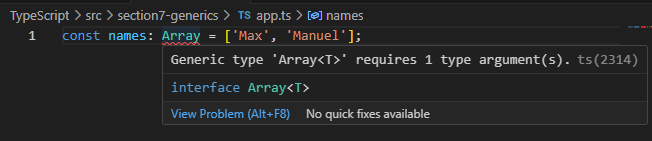 TypeScript > src > section7-generics > TS app.ts > names
1 const names: Array = ['Max', 'Manuel'];
Generic type 'Array<T>' requires 1 type argument(s). ts(2314)
interface Array<T>
View Problem (Alt+F8) No quick fixes available